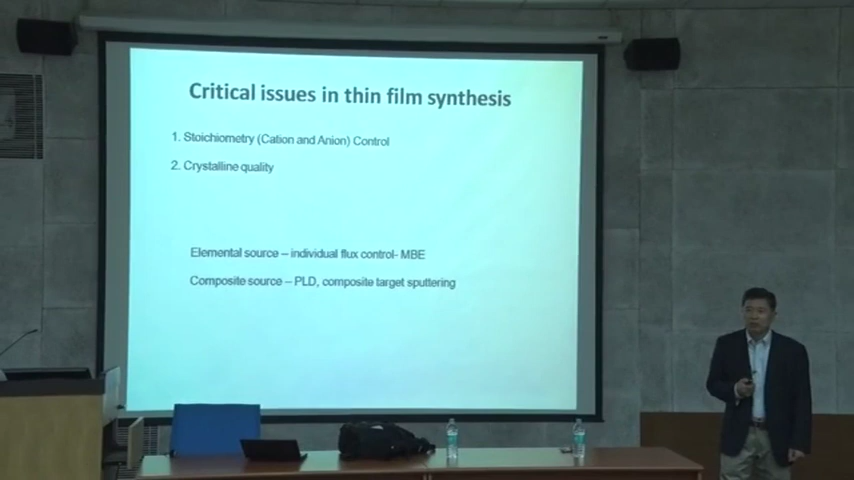 Critical issues in thin film synthesis
1. Stoichiometry (Cation and Anion) Control
2. Crystalline quality
Elemental source – individual flux control- MBE
Composite source – PLD, composite target sputtering